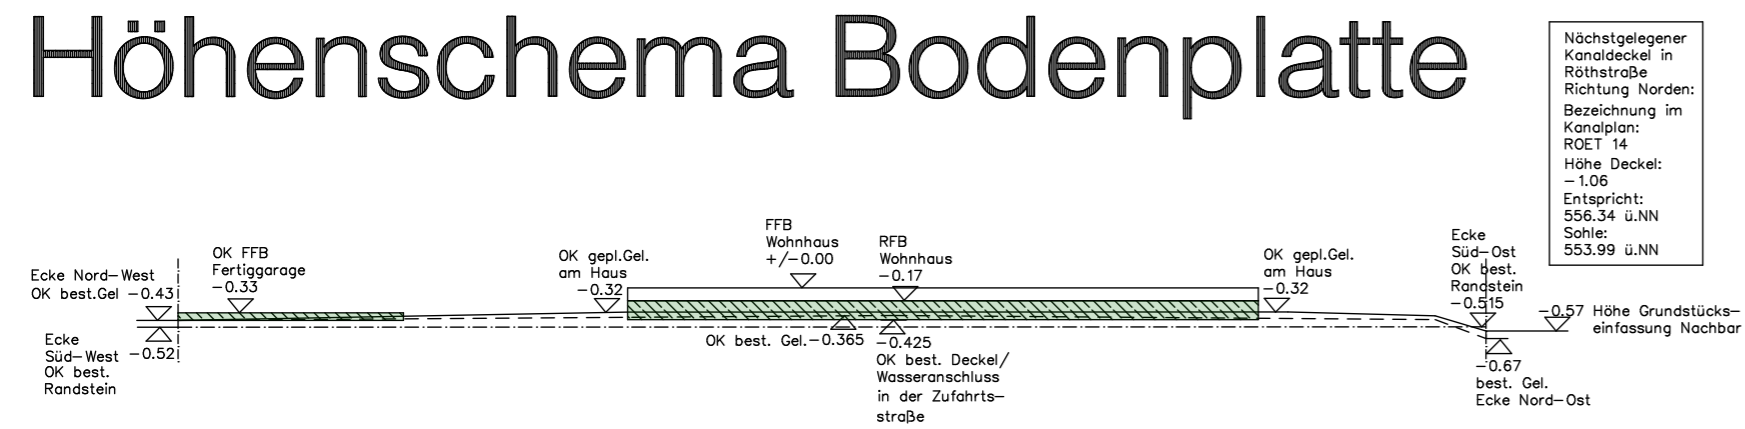 Höhenschema Bodenplatte
Nächstgelegener
Kanaldeckel in
Röthstraße
Richtung Norden:
Bezeichnung im
Kanalplan:
ROET 14
Höhe Deckel:
-1.06
Entspricht:
556.34 ü.NN
Sohle:
553.99 ü.NN
Ecke Nord-West
OK best.Gel -0.43
Ecke
Süd-West -0.52
OK best.
Randstein
OK FFB
Fertiggarage
-0.33
OK gepl.Gel.
am Haus
-0.32
FFB
Wohnhaus
+/-0.00
RFB
Wohnhaus
-0.17
OK best. Gel.-0.365
-0.425
OK best. Deckel/
Wasseranschluss
in der Zufahrts-
straße
OK gepl.Gel.
am Haus
-0.32
Ecke
Süd-Ost
OK best.
Randstein
-0.515
-0.57 Höhe Grundstücks-
einfassung Nachbar
-0.67
best. Gel.
Ecke Nord-Ost